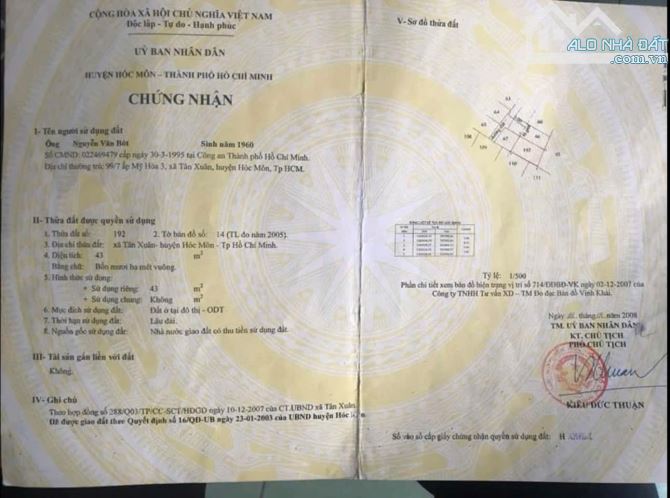 CỘNG HÒA XÃ HỘI CHỦ NGHĨA VIỆT NAM
Độc lập - Tự do - Hạnh phúc
UỶ BAN NHÂN DÂN
HUYỆN HÓC MÔN – THÀNH PHỐ HỒ CHÍ MINH
CHỨNG NHẬN
I- Tên người sử dụng đất
Ông Nguyễn Văn Bót Sinh năm 1960
Số CMND: 022469479 cấp ngày 30-3-1995 tại Công an Thành phố Hồ Chí Minh.
Địa chỉ thường trú: 99/7 ấp Mỹ Hòa 3, xã Tân Xuân, huyện Hóc Môn, Tp HCM.
II- Thửa đất được quyền sử dụng
1. Thửa đất số: 192 2. Tờ bản đồ số: 14 (TL đo năm 2005).
3. Địa chỉ thửa đất: xã Tân Xuân- huyện Hóc Môn - Tp Hồ Chí Minh.
4. Diện tích: 43 m²
Bằng chữ: Bốn mươi ba mét vuông.
5. Hình thức sử dụng:
+ Sử dụng riêng: 43 m²
+ Sử dụng chung: Không m²
6. Mục đích sử dụng đất: Đất ở tại đô thị - ODT
7. Thời hạn sử dụng đất: Lâu dài.
8. Nguồn gốc sử dụng đất: Nhà nước giao đất có thu tiền sử dụng đất.
III- Tài sản gắn liền với đất
Không.
IV- Ghi chú
Theo hợp đồng số 288/Q03/TP/CC-SCT/HĐGD ngày 10-12-2007 của CT.UBND xã Tân Xuân
Đã được giao đất theo Quyết định số 16/QĐ-UB ngày 23-01-2003 của UBND huyện Hóc Môn.
V- Sơ đồ thửa đất
ALO NHÀ ĐẤT
.com.vn
Tỷ lệ: 1/500
Phần chi tiết xem bản đồ hiện trạng vị trí số 714/ĐĐBĐ-VK ngày 02-12-2007 của
Công ty TNHH Tư vấn XD – TM Đo đạc Bản đồ Vịnh Khải.
Ngày năm 2008
TM. UỶ BAN NHÂN DÂN
KT. CHỦ TỊCH
PHÓ CHỦ TỊCH
KIỀU ĐỨC THUẬN
Số vào sổ cấp giấy chứng nhận quyền sử dụng đất: H